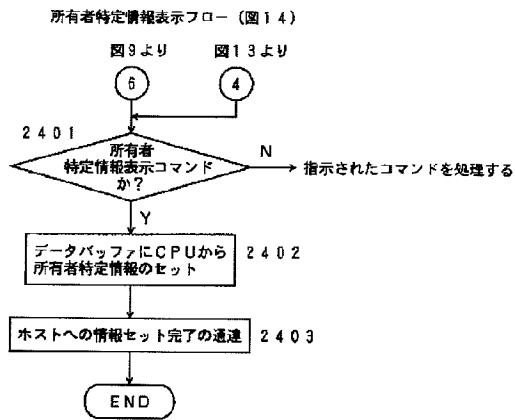 所有者特定情報表示フロー (図14)
図9より 図13より
6 4
2401
所有者
特定情報表示コマンド
か?
N
指示されたコマンドを処理する
Y
データバッファにCPUから
所有者特定情報のセット
2402
ホストへの情報セット完了の通達
2403
END